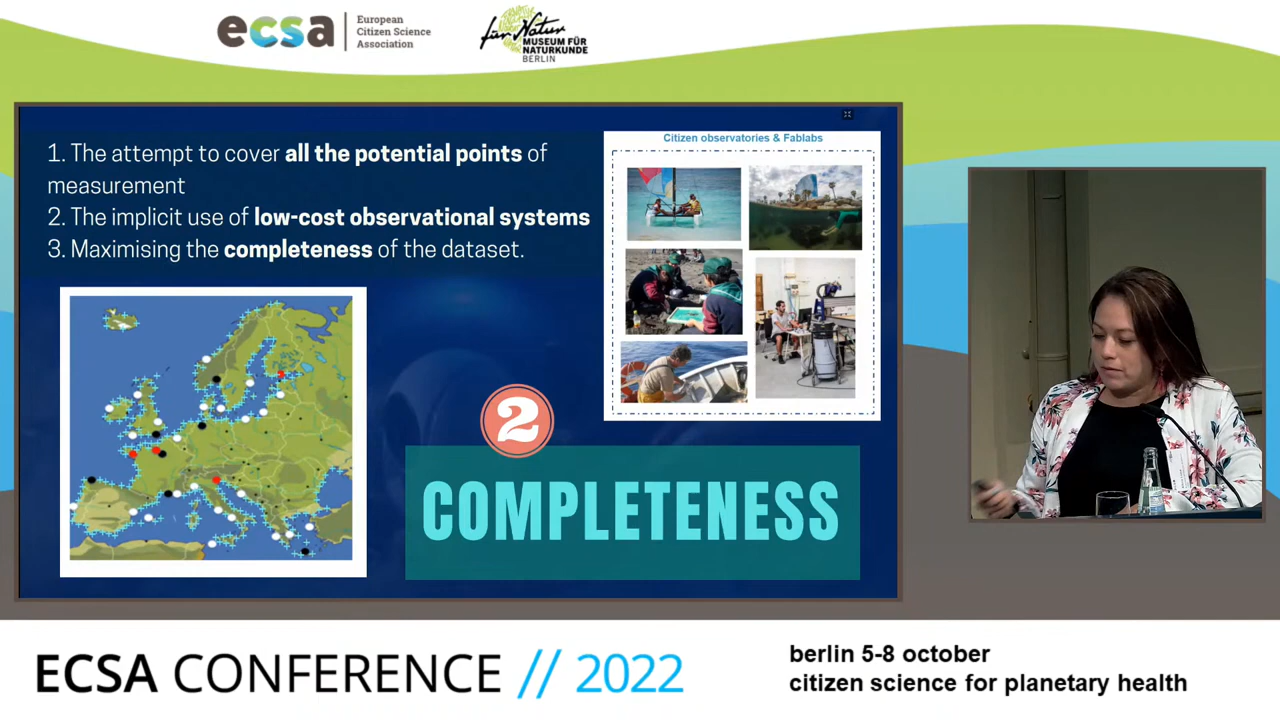 ecsa
European
Citizen Science
Association
für Natur
MUSEUM FÜR
NATURKUNDE
BERLIN
1. The attempt to cover all the potential points of
measurement
2. The implicit use of low-cost observational systems
3. Maximising the completeness of the dataset.
Citizen observatories & Fablabs
2
COMPLETENESS
ECSA CONFERENCE // 2022
berlin 5-8 october
citizen science for planetary health